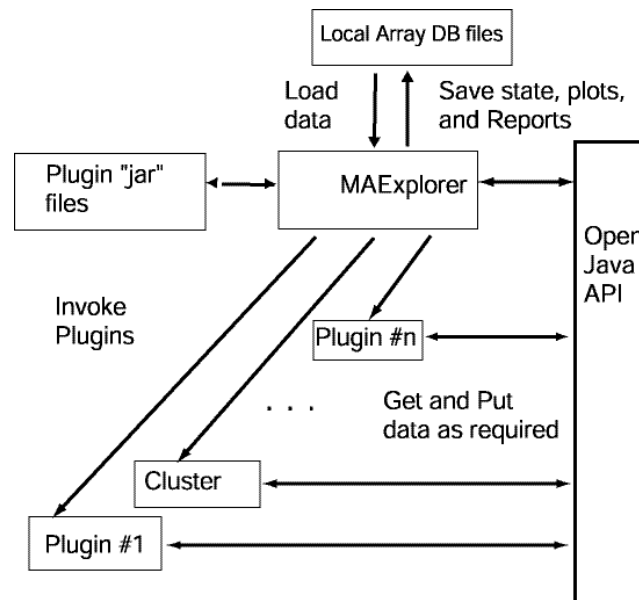 Local Array DB files
Load
data
Save state, plots,
and Reports
Plugin "jar"
files
MAExplorer
Open
Java
API
Invoke
Plugins
Plugin #n
. . .
Get and Put
data as required
Cluster
Plugin #1